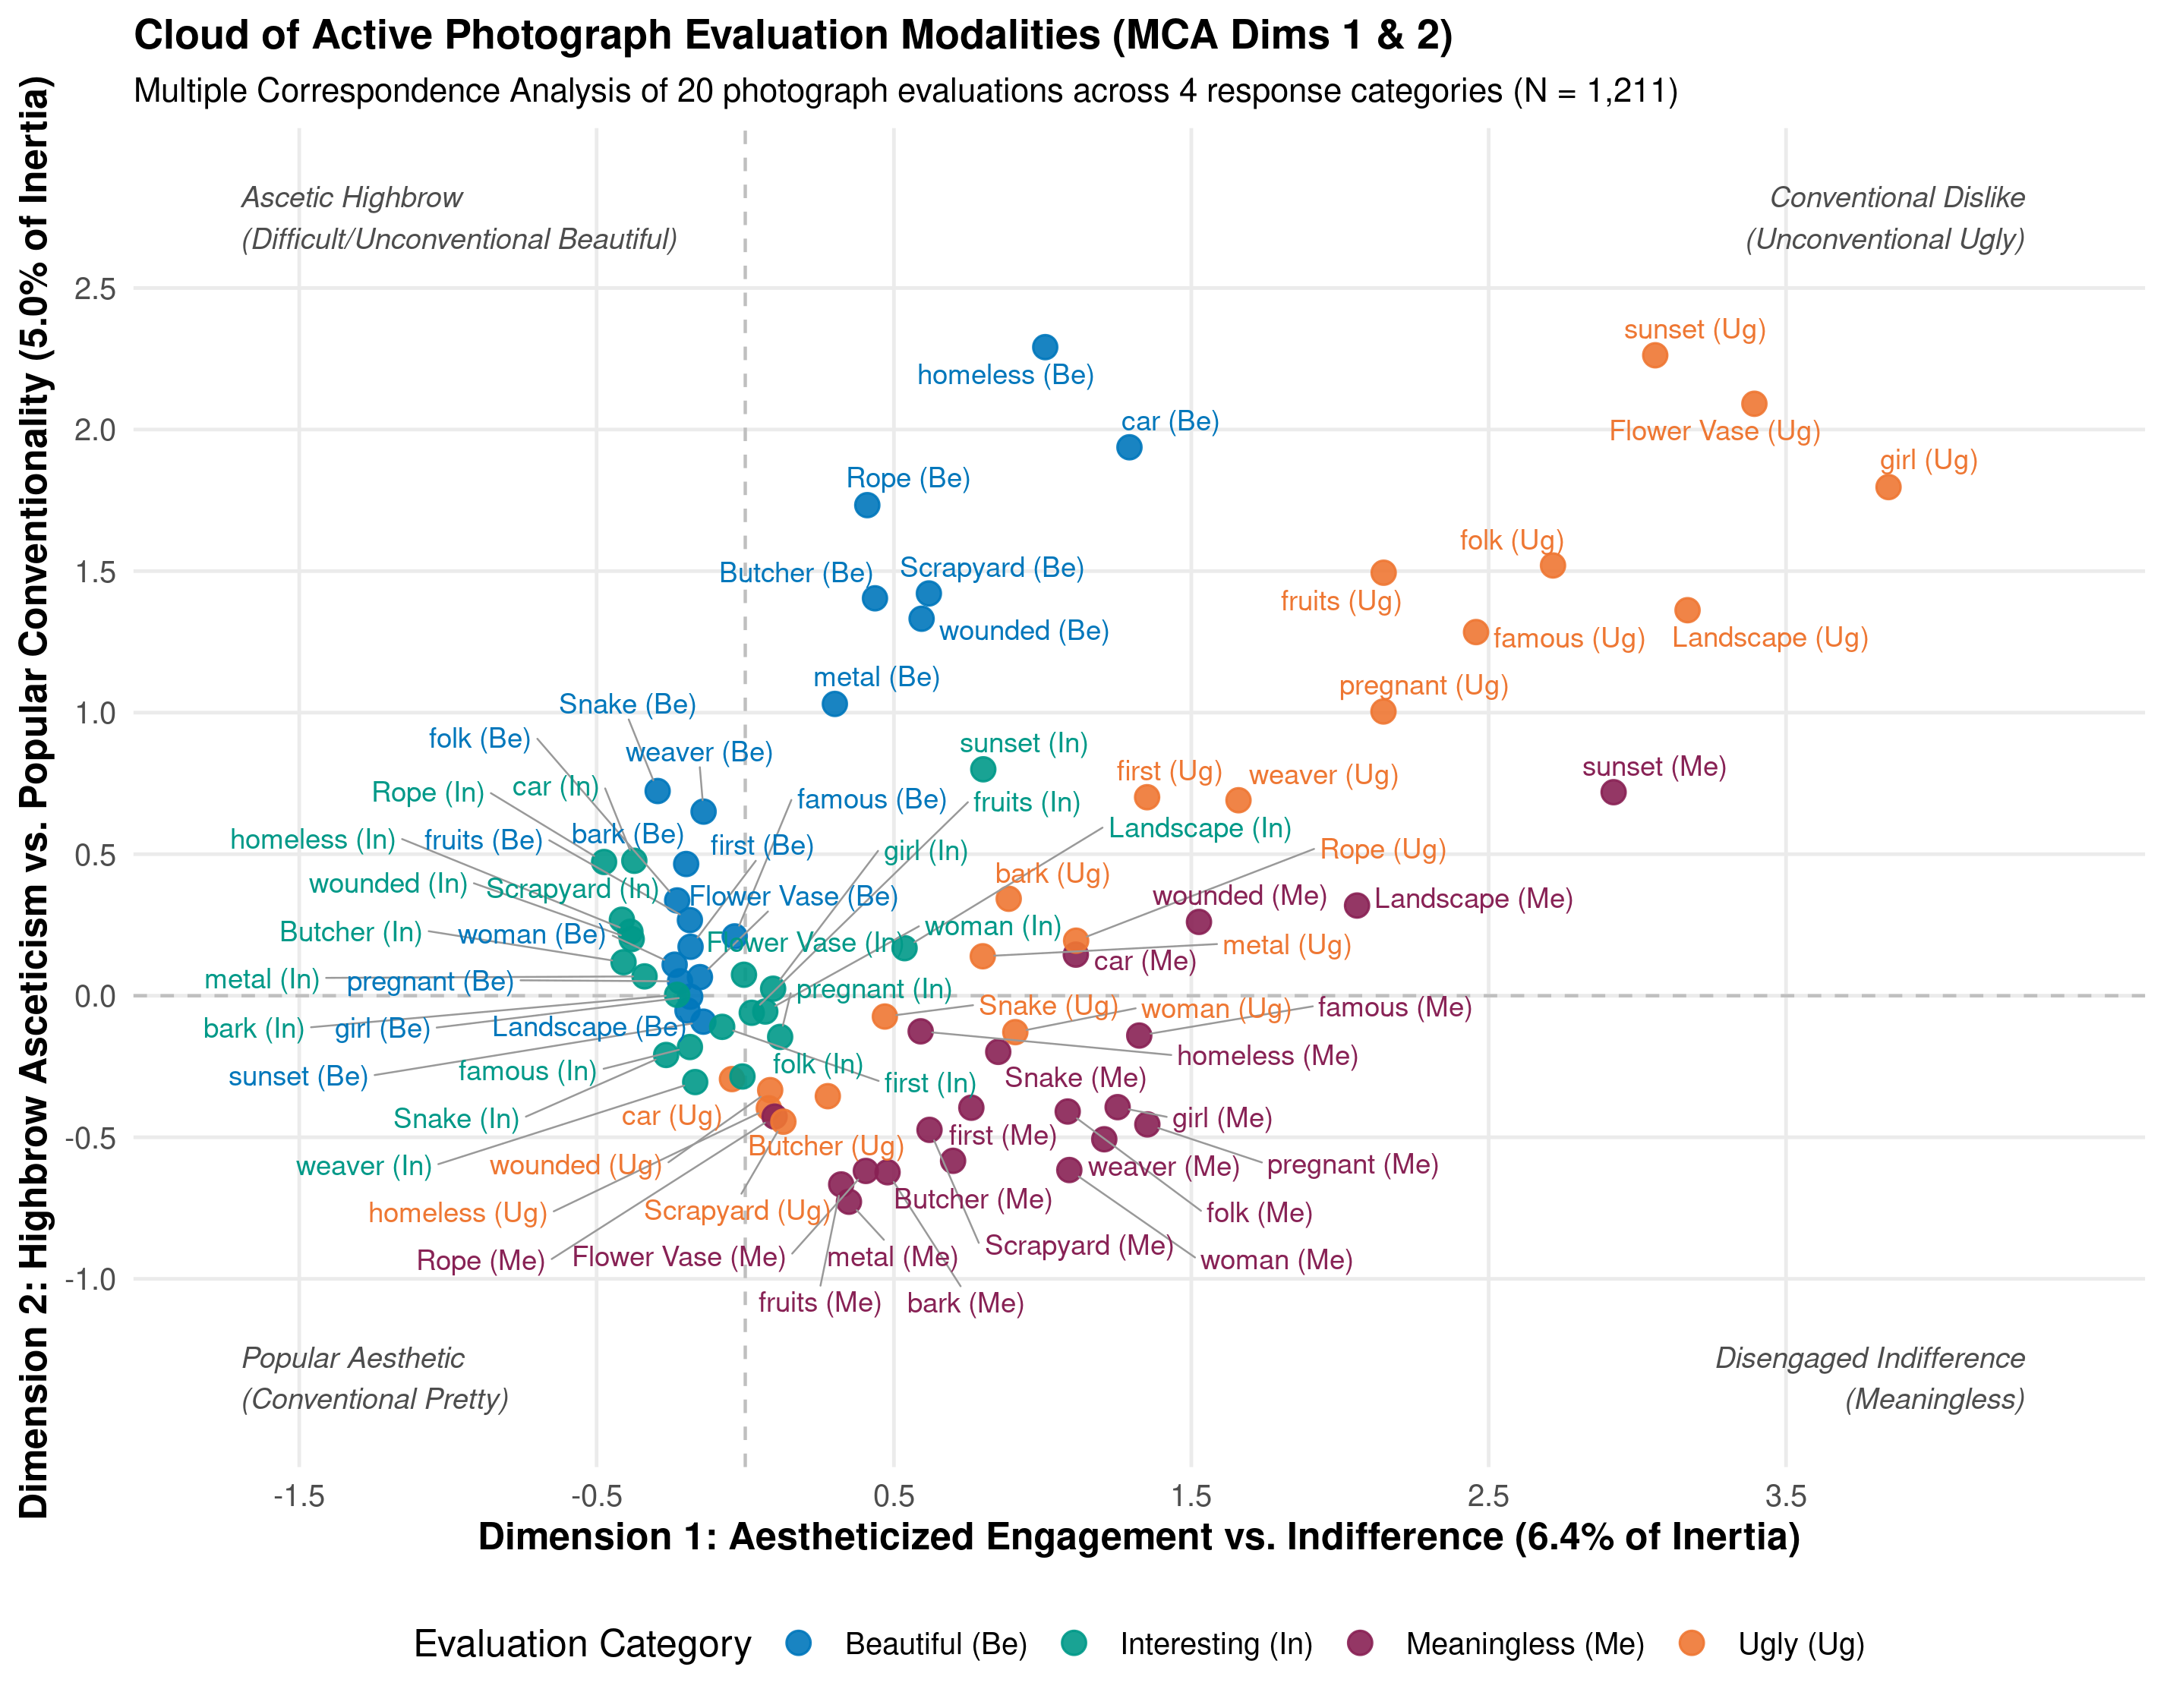 Cloud of Active Photograph Evaluation Modalities (MCA Dims 1 & 2)
Multiple Correspondence Analysis of 20 photograph evaluations across 4 response categories (N = 1,211)
Dimension 2: Highbrow Asceticism vs. Popular Conventionality (5.0% of Inertia)
Ascetic Highbrow
(Difficult/Unconventional Beautiful)
Conventional Dislike
(Unconventional Ugly)
2.5
sunset (Ug)
homeless (Be)
car (Be)
2.0
Flower Vase (Ug)
girl (Ug)
Rope (Be)
folk (Ug)
1.5
Butcher (Be)
Scrapyard (Be)
fruits (Ug)
wounded (Be)
famous (Ug)
Landscape (Ug)
metal (Be)
pregnant (Ug)
1.0
Snake (Be)
folk (Be)
weaver (Be)
sunset (In)
first (Ug)
weaver (Ug)
sunset (Me)
Rope (In)
car (In)
famous (Be)
fruits (In)
homeless (In)
fruits (Be)
bark (Be)
first (Be)
Landscape (In)
0.5
girl (In)
Rope (Ug)
wounded (In)
Scrapyard (In)
Flower Vase (Be)
bark (Ug)
wounded (Me)
Landscape (Me)
Butcher (In)
woman (Be)
Flower Vase (In)
woman (In)
metal (Ug)
car (Me)
metal (In)
pregnant (Be)
pregnant (In)
0.0
Snake (Ug)
woman (Ug)
famous (Me)
bark (In)
girl (Be)
Landscape (Be)
homeless (Me)
sunset (Be)
famous (In)
folk (In)
first (In)
Snake (Me)
Snake (In)
car (Ug)
girl (Me)
-0.5
Butcher (Ug)
first (Me)
weaver (In)
wounded (Ug)
weaver (Me)
pregnant (Me)
homeless (Ug)
Scrapyard (Ug)
Butcher (Me)
folk (Me)
Rope (Me)
Flower Vase (Me)
metal (Me)
Scrapyard (Me)
woman (Me)
-1.0
fruits (Me)
bark (Me)
Popular Aesthetic
(Conventional Pretty)
Disengaged Indifference
(Meaningless)
-1.5
-0.5
0.5
1.5
2.5
3.5
Dimension 1: Aestheticized Engagement vs. Indifference (6.4% of Inertia)
Evaluation Category
Beautiful (Be)
Interesting (In)
Meaningless (Me)
Ugly (Ug)